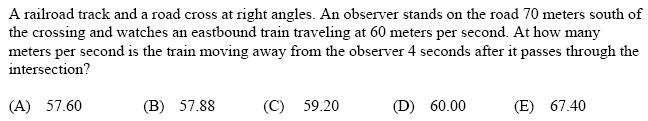 A railroad track and a road cross at right angles. An observer stands on the road 70 meters south of
the crossing and watches an eastbound train traveling at 60 meters per second. At how many
meters per second is the train moving away from the observer 4 seconds after it passes through the
intersection?
(A) 57.60 (B) 57.88 (C) 59.20 (D) 60.00 (E) 67.40